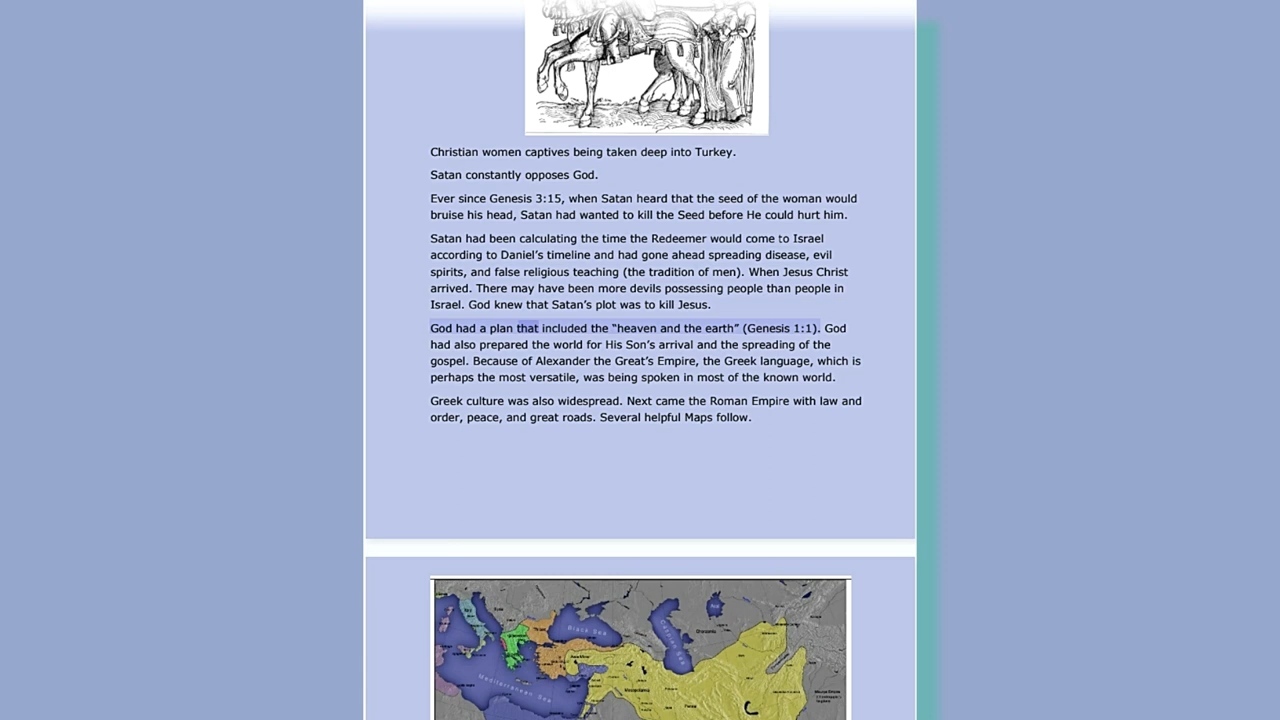 Christian women captives being taken deep into Turkey.
Satan constantly opposes God.
Ever since Genesis 3:15, when Satan heard that the seed of the woman would
bruise his head, Satan had wanted to kill the Seed before He could hurt him.
Satan had been calculating the time the Redeemer would come to Israel
according to Daniel's timeline and had gone ahead spreading disease, evil
spirits, and false religious teaching (the tradition of men). When Jesus Christ
arrived. There may have been more devils possessing people than people in
Israel. God knew that Satan's plot was to kill Jesus.
God had a plan that included the “heaven and the earth” (Genesis 1:1). God
had also prepared the world for His Son's arrival and the spreading of the
gospel. Because of Alexander the Great's Empire, the Greek language, which is
perhaps the most versatile, was being spoken in most of the known world.
Greek culture was also widespread. Next came the Roman Empire with law and
order, peace, and great roads. Several helpful Maps follow.
Black Sea
Caspian Sea
Mediterranean Sea
Mesopotamia